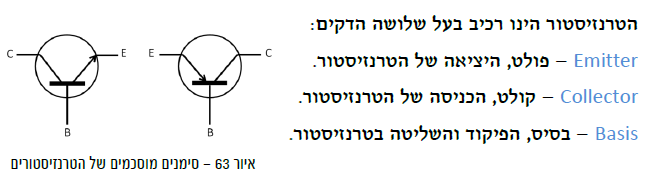 הטרנזיסטור הינו רכיב בעל שלושה הדקים:
Emitter – פולט, היציאה של הטרנזיסטור.
Collector – קולט, הכניסה של הטרנזיסטור.
Basis – בסיס, הפיקוד והשליטה בטרנזיסטור.
C E E C
B B
איור 63 – סימנים מוסכמים של הטרנזיסטורים